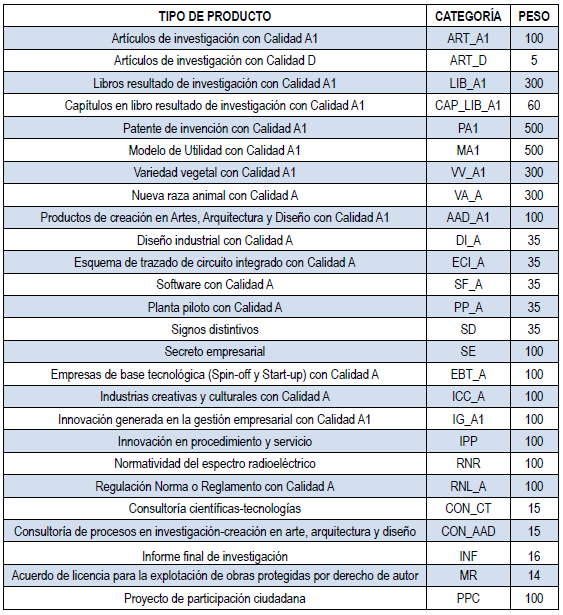 TIPO DE PRODUCTO CATEGORÍA PESO
Artículos de investigación con Calidad A1 ART_A1 100
Artículos de investigación con Calidad D ART_D 5
Libros resultado de investigación con Calidad A1 LIB_A1 300
Capítulos en libro resultado de investigación con Calidad A1 CAP_LIB_A1 60
Patente de invención con Calidad A1 PA1 500
Modelo de Utilidad con Calidad A1 MA1 500
Variedad vegetal con Calidad A1 VV_A1 300
Nueva raza animal con Calidad A VA_A 300
Productos de creación en Artes, Arquitectura y Diseño con Calidad A1 AAD_A1 100
Diseño industrial con Calidad A DI_A 35
Esquema de trazado de circuito integrado con Calidad A ECI_A 35
Software con Calidad A SF_A 35
Planta piloto con Calidad A PP_A 35
Signos distintivos SD 35
Secreto empresarial SE 100
Empresas de base tecnológica (Spin-off y Start-up) con Calidad A EBT_A 100
Industrias creativas y culturales con Calidad A ICC_A 100
Innovación generada en la gestión empresarial con Calidad A1 IG_A1 100
Innovación en procedimiento y servicio IPP 100
Normatividad del espectro radioeléctrico RNR 100
Regulación Norma o Reglamento con Calidad A RNL_A 100
Consultoría científicas-tecnologías CON_CT 15
Consultoría de procesos en investigación-creación en arte, arquitectura y diseño CON_AAD 15
Informe final de investigación INF 16
Acuerdo de licencia para la explotación de obras protegidas por derecho de autor MR 14
Proyecto de participación ciudadana PPC 100